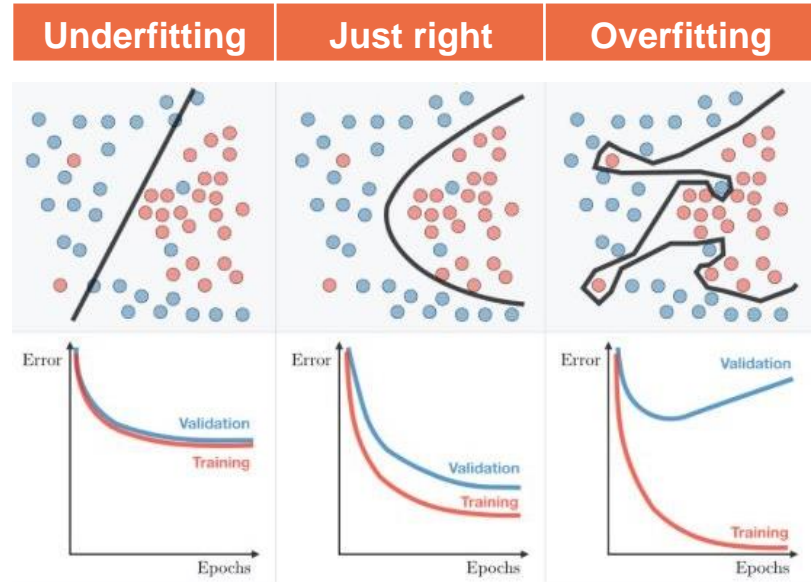 Underfitting
Just right
Overfitting
Error
Validation
Training
Epochs
Error
Validation
Training
Epochs
Error
Validation
Training
Epochs